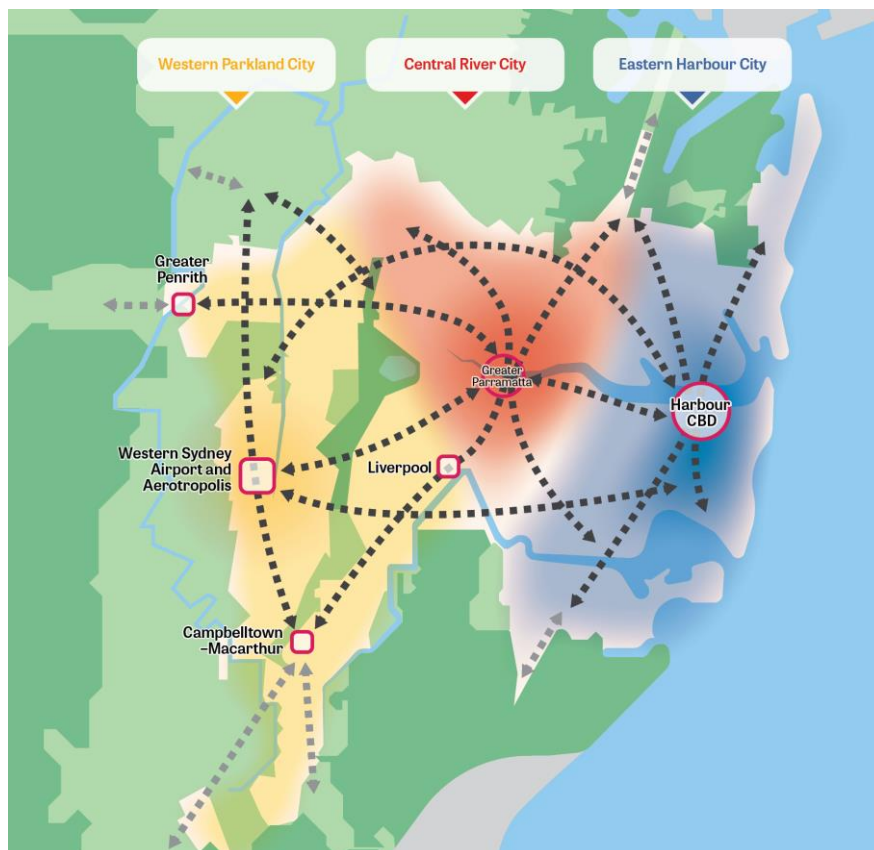 Western Parkland City
Central River City
Eastern Harbour City
Greater
Penrith
Greater
Parramatta
Harbour
CBD
Western Sydney
Airport and
Aerotropolis
Liverpool
Campbelltown
–Macarthur